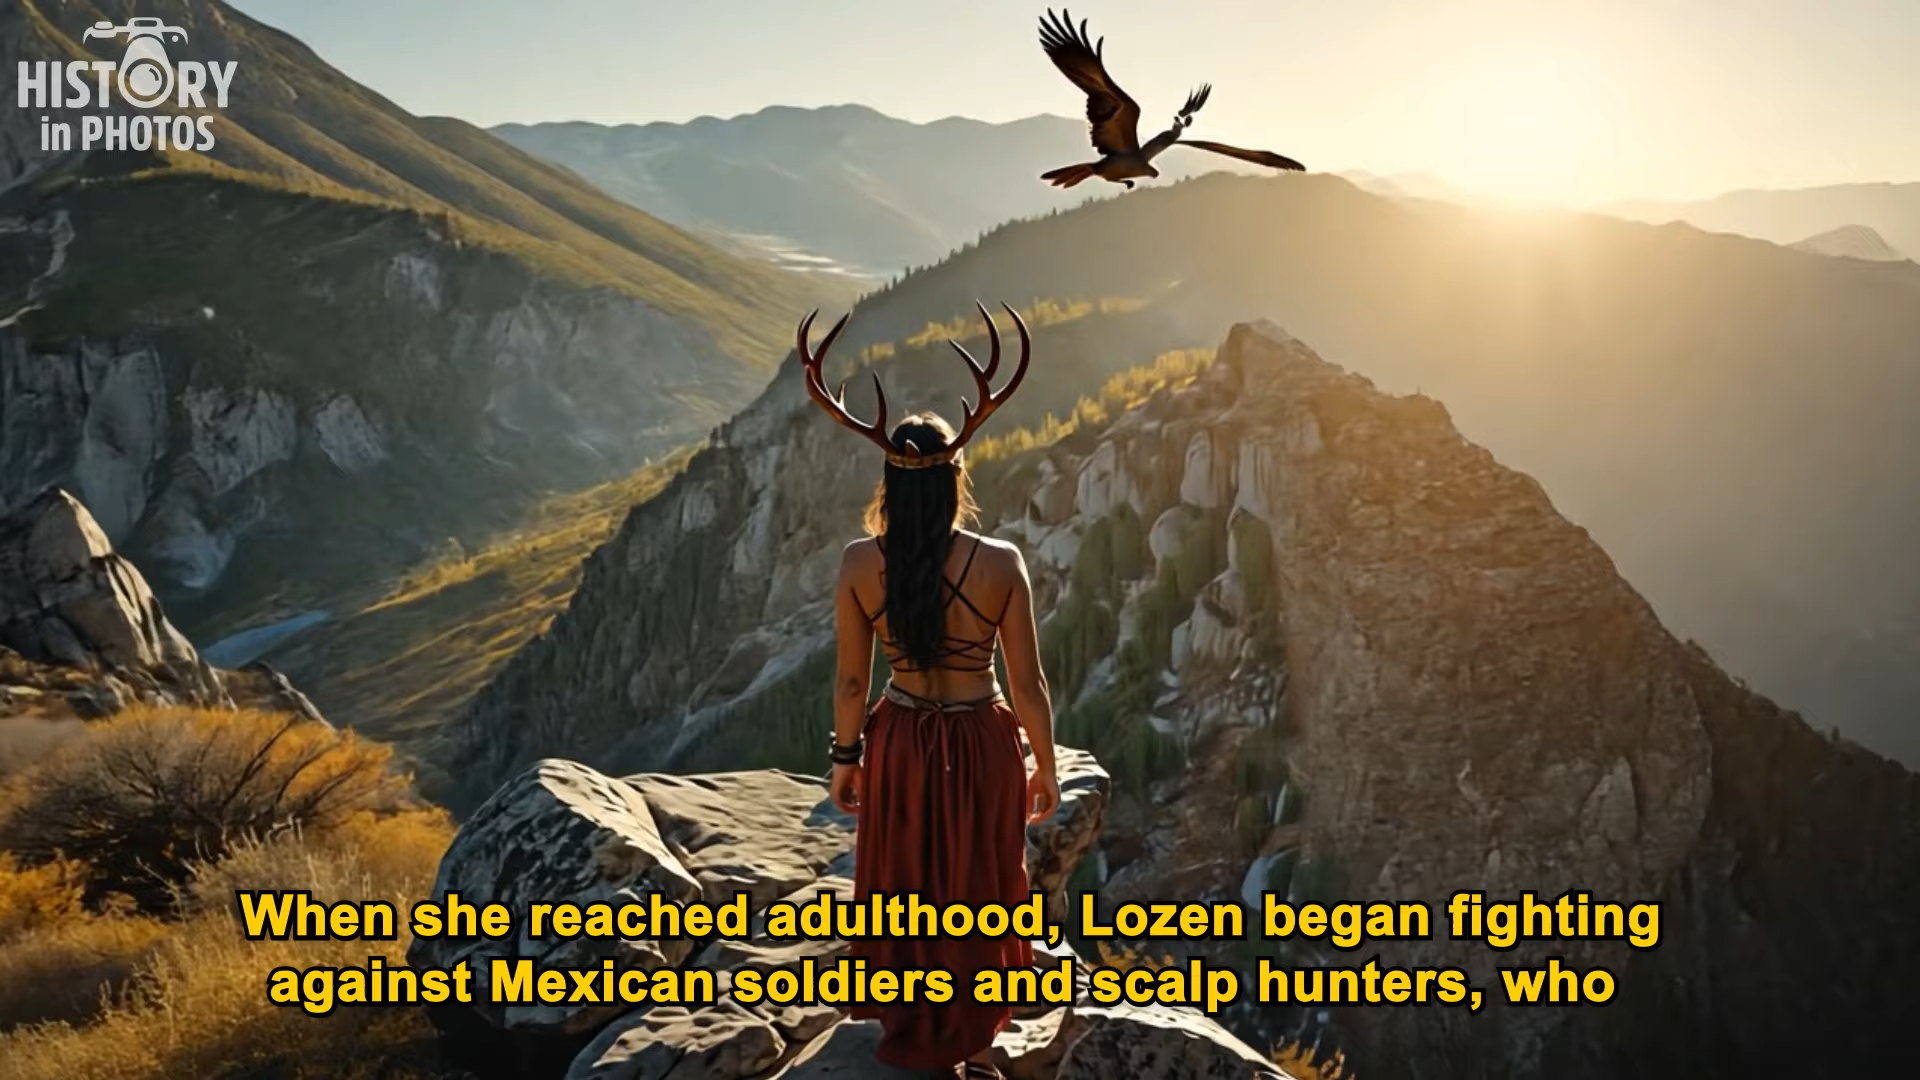 HISTORY
in PHOTOS
When she reached adulthood, Lozen began fighting
against Mexican soldiers and scalp hunters, who